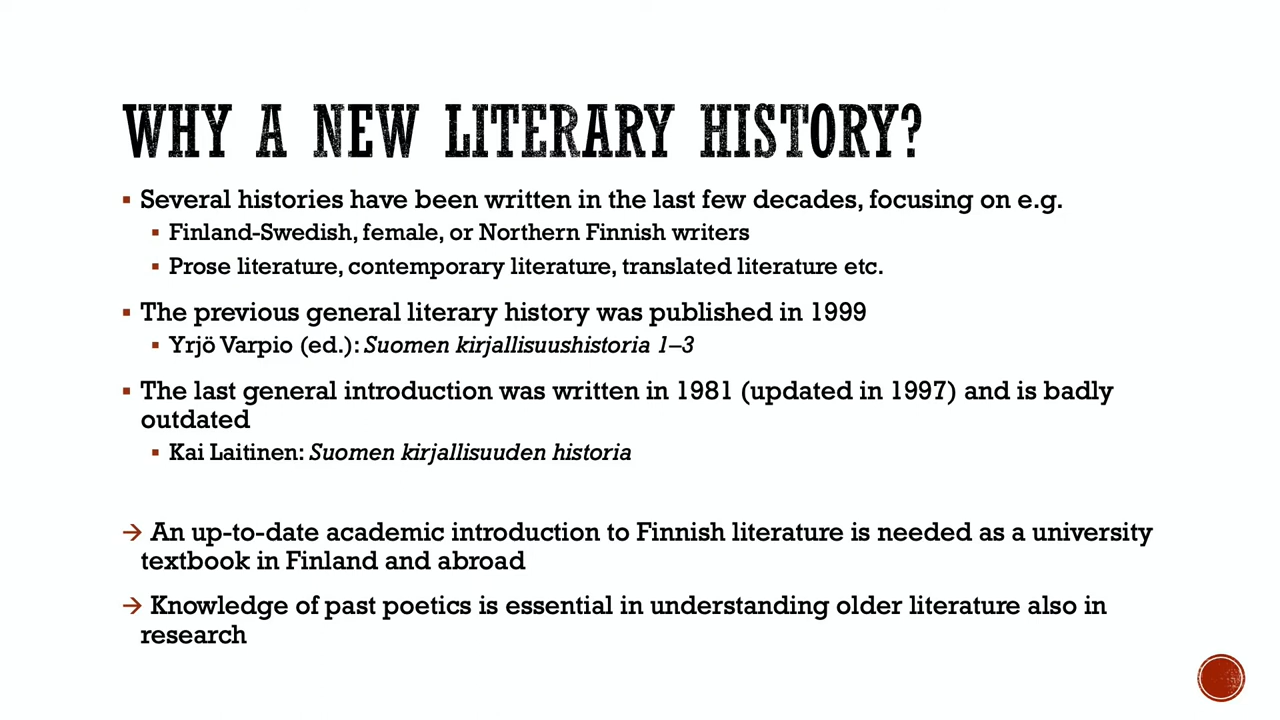 WHY A NEW LITERARY HISTORY?
▪ Several histories have been written in the last few decades, focusing on e.g.
▪ Finland-Swedish, female, or Northern Finnish writers
▪ Prose literature, contemporary literature, translated literature etc.
▪ The previous general literary history was published in 1999
▪ Yrjö Varpio (ed.): Suomen kirjallisuushistoria 1–3
▪ The last general introduction was written in 1981 (updated in 1997) and is badly
outdated
▪ Kai Laitinen: Suomen kirjallisuuden historia
→ An up-to-date academic introduction to Finnish literature is needed as a university
textbook in Finland and abroad
→ Knowledge of past poetics is essential in understanding older literature also in
research